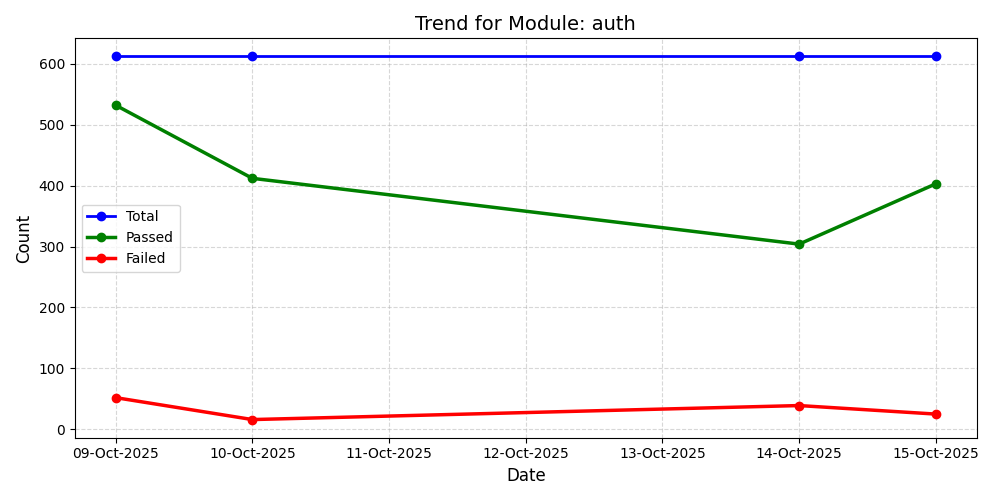 Trend for Module: auth
600
500
400
300
200
100
0
Count
Total
Passed
Failed
09-Oct-2025 10-Oct-2025 11-Oct-2025 12-Oct-2025 13-Oct-2025 14-Oct-2025 15-Oct-2025
Date